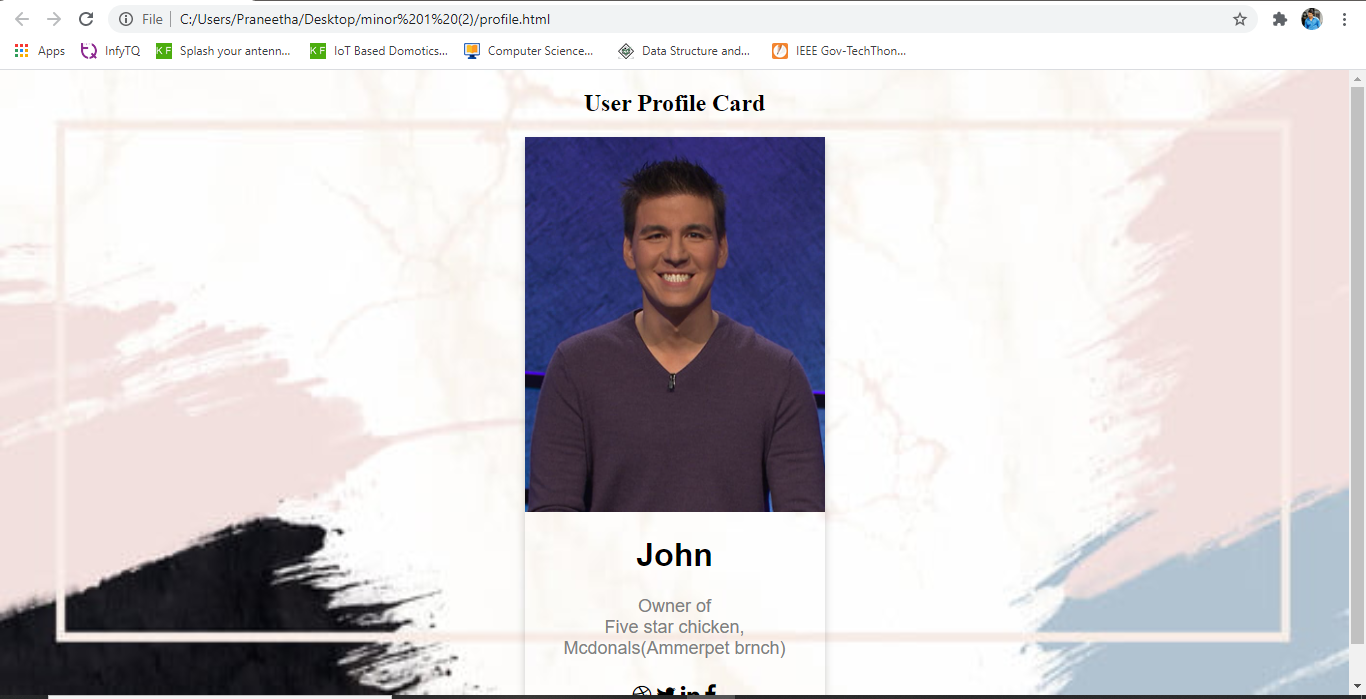 File
C:/Users/Praneetha/Desktop/minor%201%20(2)/profile.html
Apps
InfyTQ
KF Splash your antenn...
KF IoT Based Domotics...
Computer Science...
Data Structure and...
IEEE Gov-TechThon...
User Profile Card
John
Owner of
Five star chicken,
Mcdonals(Ammerpet brnch)